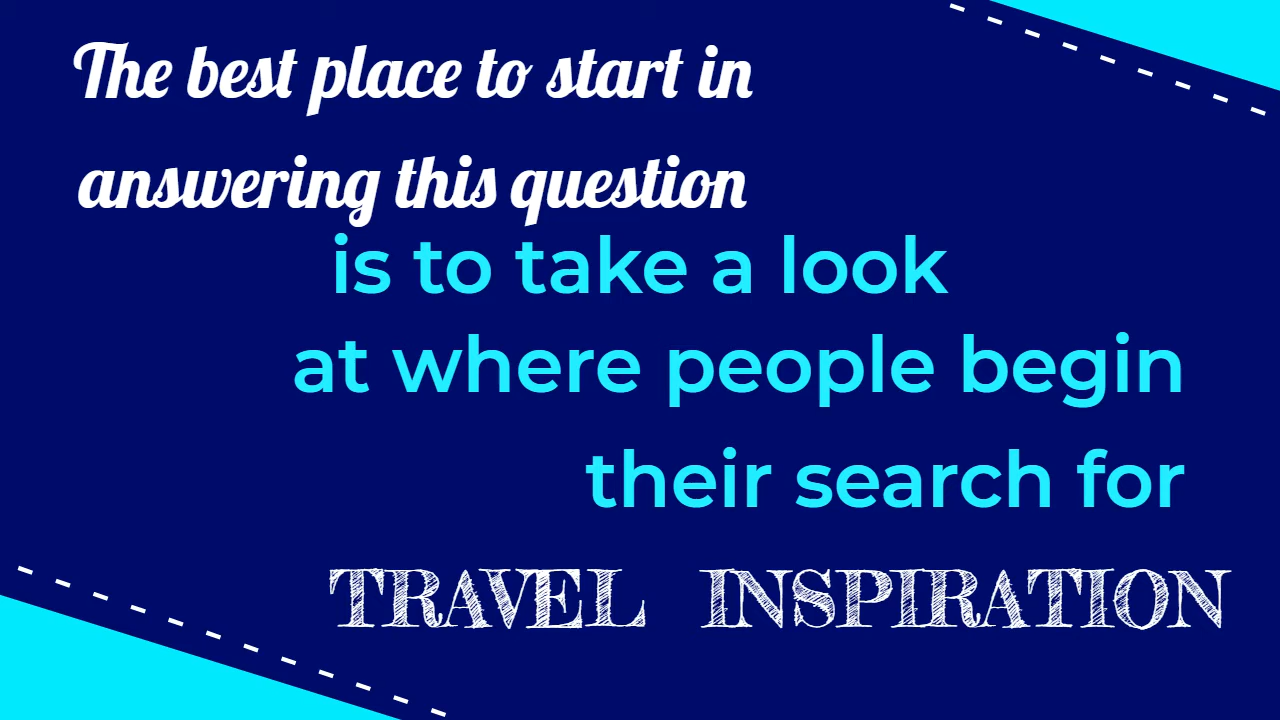 The best place to start in
answering this question
is to take a look
at where people begin
their search for
TRAVEL INSPIRATION